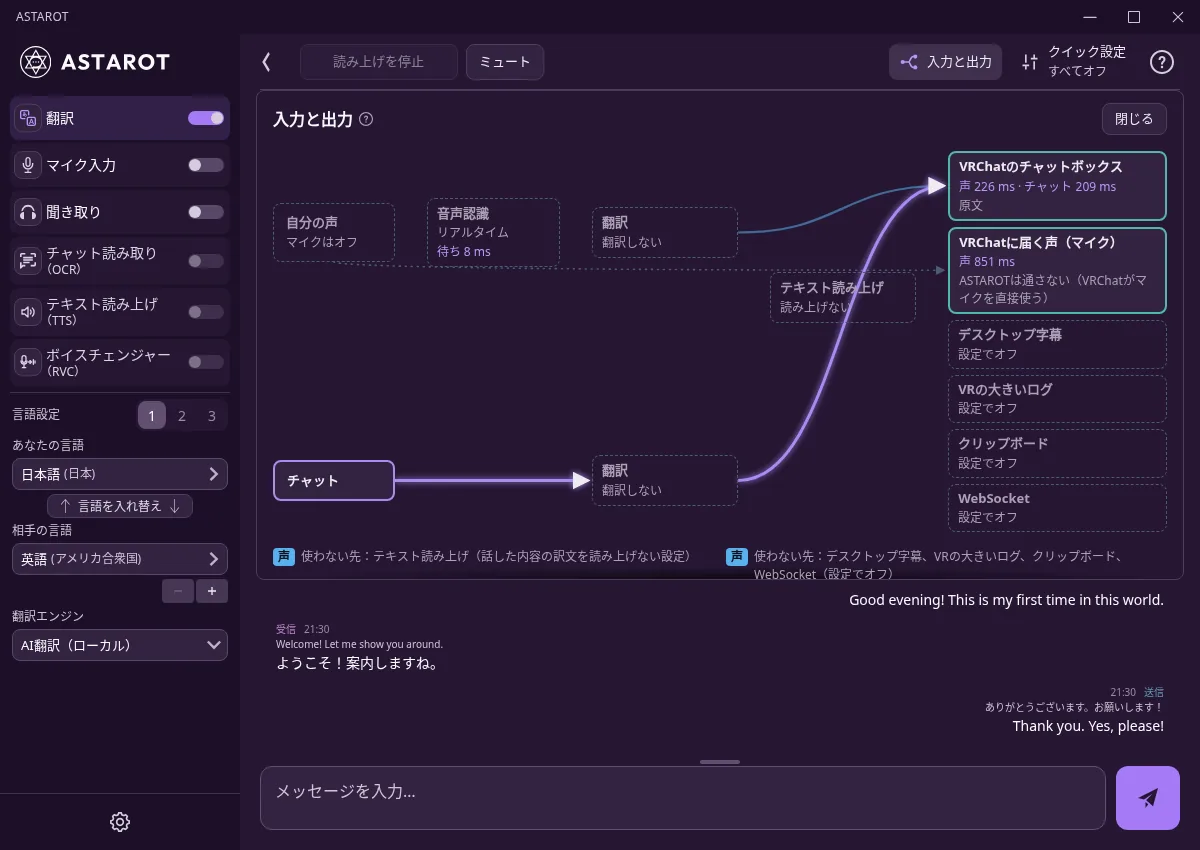 ASTAROT
ASTAROT
翻訳
マイク入力
聞き取り
チャット読み取り
(OCR)
テキスト読み上げ
(TTS)
ボイスチェンジャー
(RVC)
言語設定
1 2 3
あなたの言語
日本語 (日本)
↑ 言語を入れ替え ↓
相手の言語
英語 (アメリカ合衆国)
− +
翻訳エンジン
AI翻訳（ローカル）
読み上げを停止
ミュート
入力と出力
クイック設定
すべてオフ
?
入力と出力 ?
閉じる
自分の声
マイクはオフ
音声認識
リアルタイム
待ち 8 ms
翻訳
翻訳しない
テキスト読み上げ
読み上げない
VRChatのチャットボックス
声 226 ms · チャット 209 ms
原文
VRChatに届く声（マイク）
声 851 ms
ASTAROTは通さない（VRChatがマ
イクを直接使う）
デスクトップ字幕
設定でオフ
VRの大きいログ
設定でオフ
クリップボード
設定でオフ
WebSocket
設定でオフ
チャット
翻訳
翻訳しない
声 使わない先：テキスト読み上げ（話した内容の訳文を読み上げない設定）
声 使わない先：デスクトップ字幕、VRの大きいログ、クリップボード、
WebSocket（設定でオフ）
Good evening! This is my first time in this world.
受信 21:30
Welcome! Let me show you around.
ようこそ！案内しますね。
21:30 送信
ありがとうございます。お願いします！
Thank you. Yes, please!
メッセージを入力...